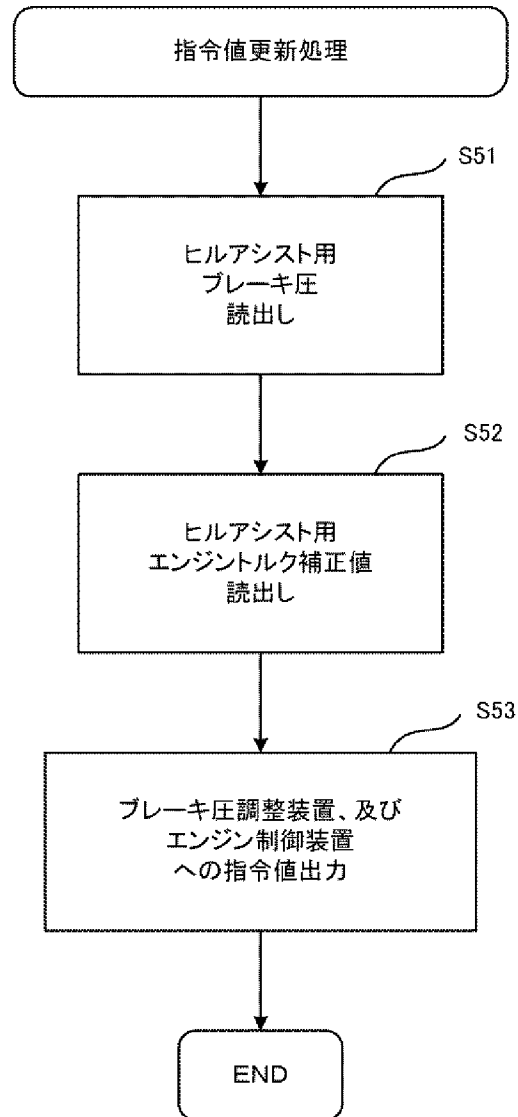 指令値更新処理
S51
ヒルアシスト用
ブレーキ圧
読出し
S52
ヒルアシスト用
エンジントルク補正値
読出し
S53
ブレーキ圧調整装置、及び
エンジン制御装置
への指令値出力
END